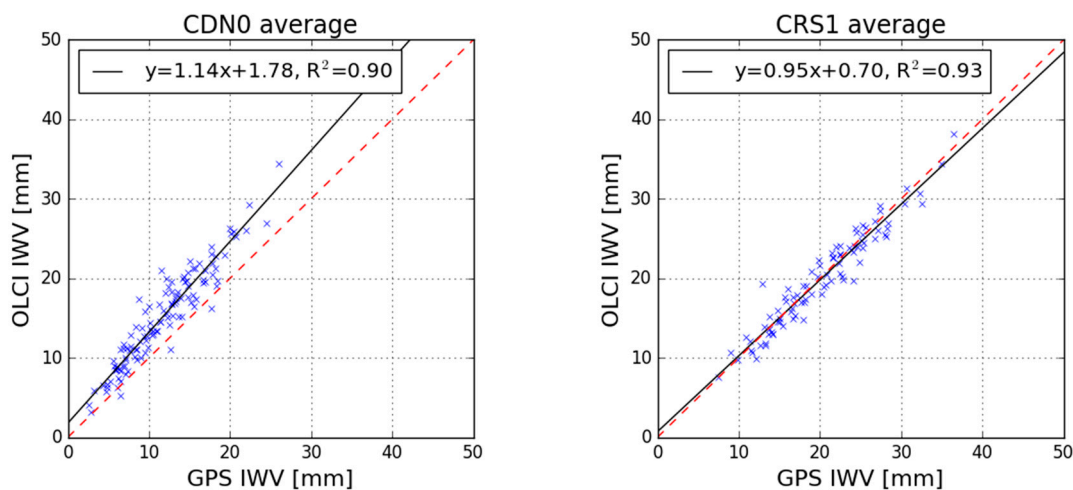 CDN0 average
y=1.14x+1.78, R²=0.90
50
40
30
20
10
0
OLCI IWV [mm]
0 10 20 30 40 50
GPS IWV [mm]
CRS1 average
y=0.95x+0.70, R²=0.93
50
40
30
20
10
0
OLCI IWV [mm]
0 10 20 30 40 50
GPS IWV [mm]